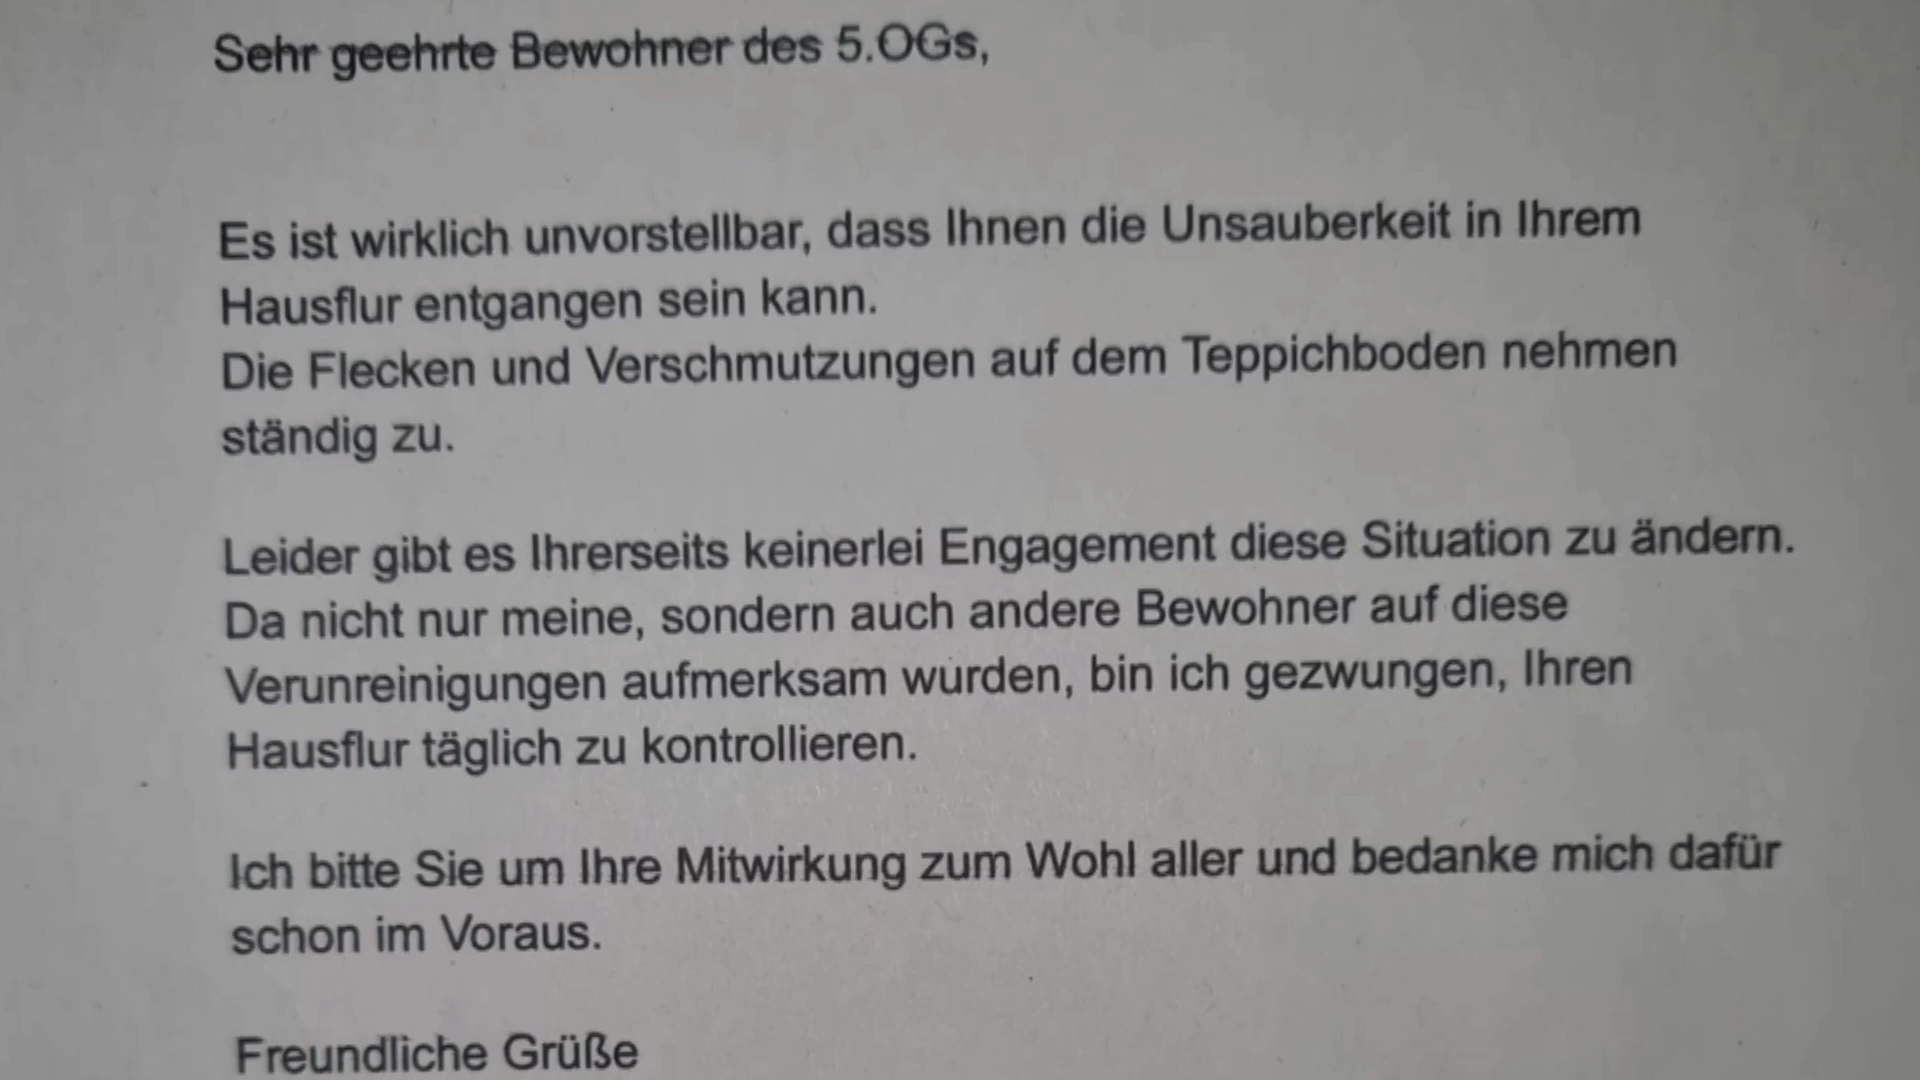 Sehr geehrte Bewohner des 5.OGs,
Es ist wirklich unvorstellbar, dass Ihnen die Unsauberkeit in Ihrem
Hausflur entgangen sein kann.
Die Flecken und Verschmutzungen auf dem Teppichboden nehmen
ständig zu.
Leider gibt es Ihrerseits keinerlei Engagement diese Situation zu ändern.
Da nicht nur meine, sondern auch andere Bewohner auf diese
Verunreinigungen aufmerksam wurden, bin ich gezwungen, Ihren
Hausflur täglich zu kontrollieren.
Ich bitte Sie um Ihre Mitwirkung zum Wohl aller und bedanke mich dafür
schon im Voraus.
Freundliche Grüße